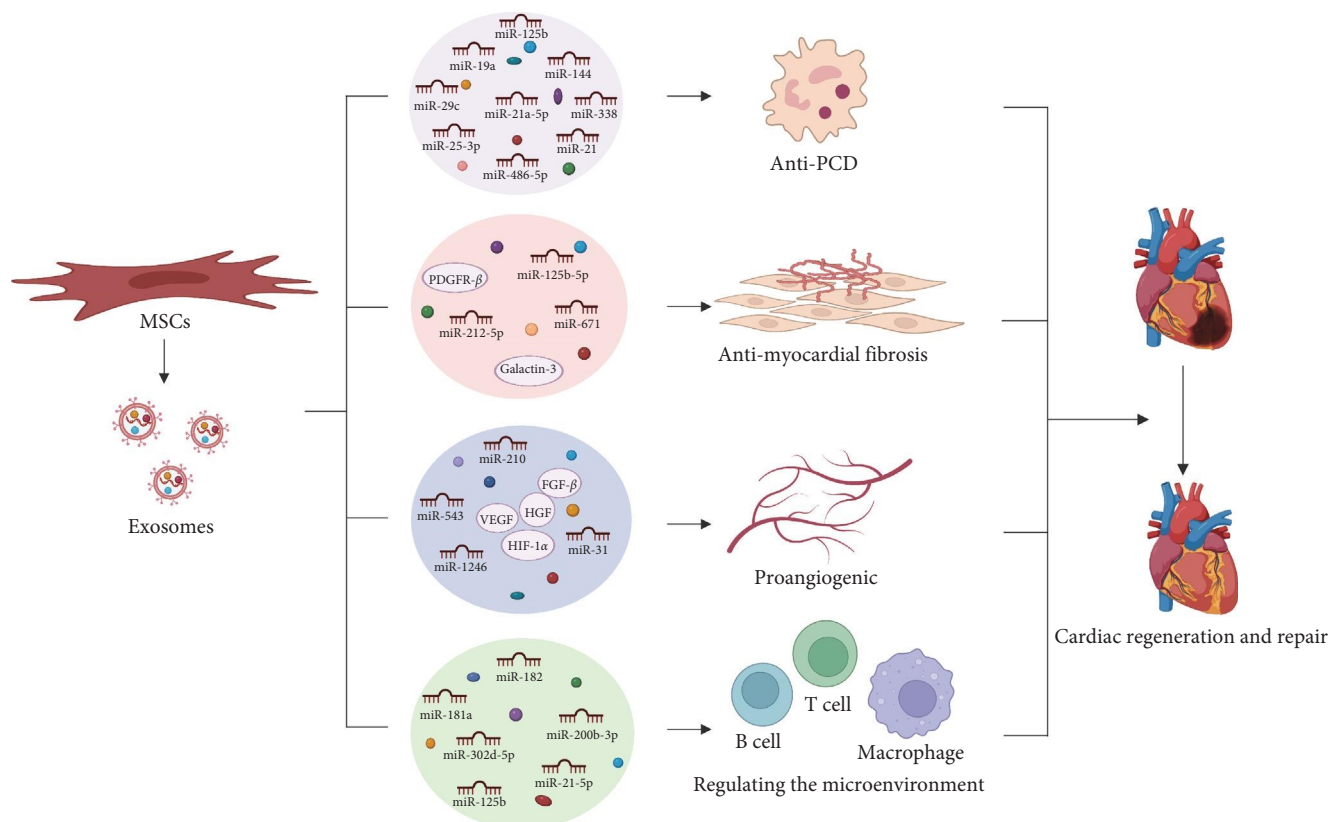 MSCs
Exosomes
miR-125b
miR-19a
miR-144
miR-29c
miR-21a-5p
miR-338
miR-25-3p
miR-21
miR-486-5p
Anti-PCD
PDGFR-β
miR-125b-5p
miR-212-5p
miR-671
Galactin-3
Anti-myocardial fibrosis
miR-210
FGF-β
miR-543
VEGF
HGF
HIF-1α
miR-31
miR-1246
Proangiogenic
miR-182
miR-181a
miR-200b-3p
miR-302d-5p
miR-21-5p
miR-125b
B cell
T cell
Macrophage
Regulating the microenvironment
Cardiac regeneration and repair